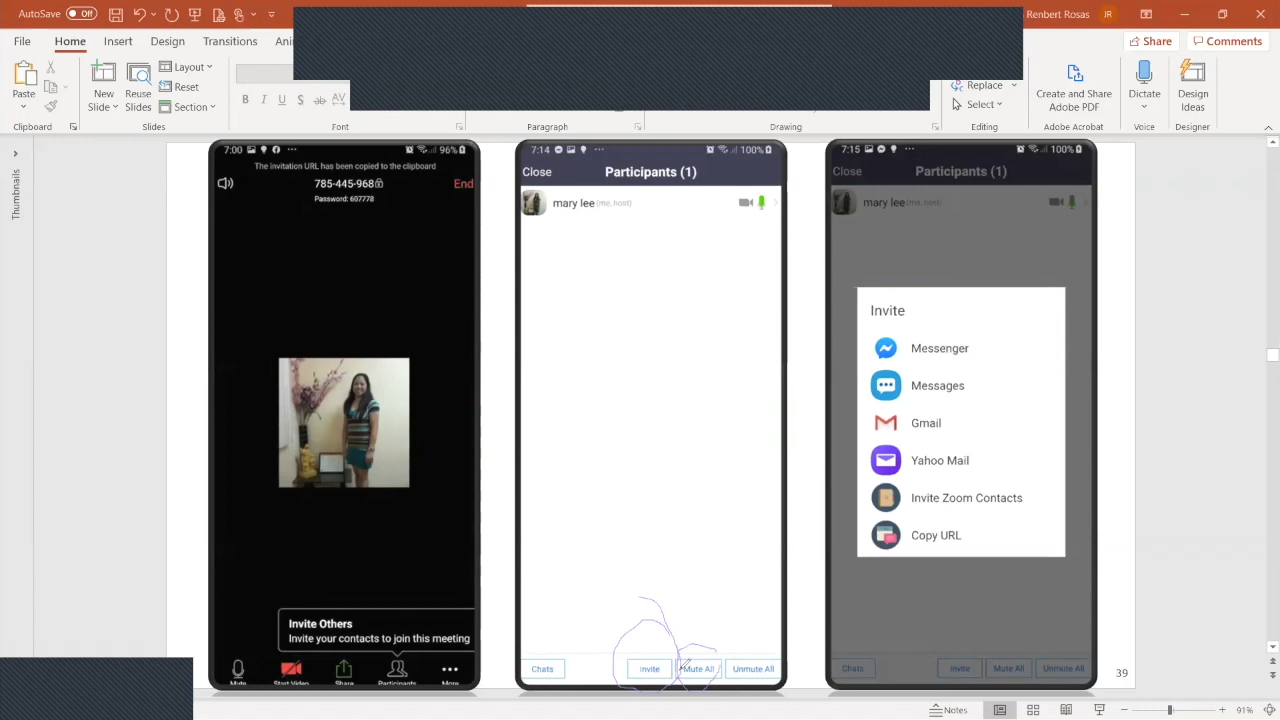 AutoSave Off
Renbert Rosas JR
File Home Insert Design Transitions Ani
Share Comments
Paste
New Slide
Reuse Slides
Layout
Reset
Section
B I U S ab AV
Replace
Select
Create and Share Adobe PDF
Dictate
Design Ideas
Clipboard Slides Font Paragraph Drawing Editing Adobe Acrobat Voice Designer
Thumbnails
7:00 96%
The invitation URL has been copied to the clipboard
785-445-968 End
Password: 607778
Invite Others
Invite your contacts to join this meeting
Mute Start Video Share Participants More
7:14 100%
Close Participants (1)
mary lee (me, host)
Chats Invite Mute All Unmute All
7:15 100%
Close Participants (1)
mary lee (me, host)
Invite
Messenger
Messages
Gmail
Yahoo Mail
Invite Zoom Contacts
Copy URL
Chats Invite Mute All Unmute All
39
Notes 91%